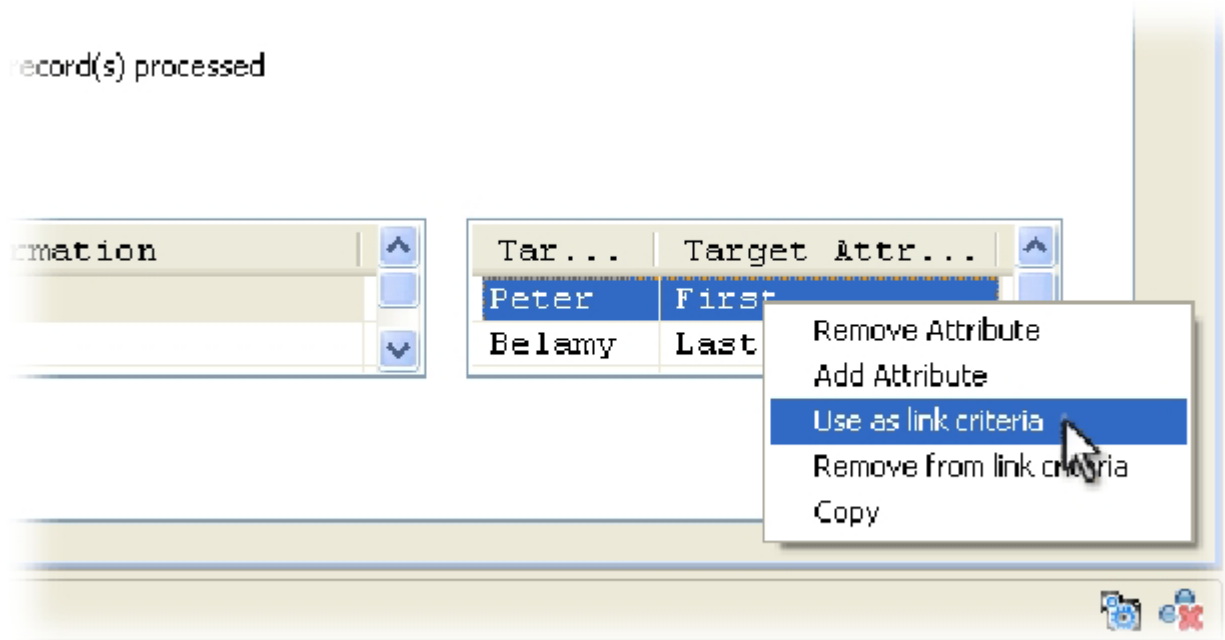 ecord(s) processed
rmation
Tar... Target Attr...
Peter First
Belamy Last
Remove Attribute
Add Attribute
Use as link criteria
Remove from link criteria
Copy